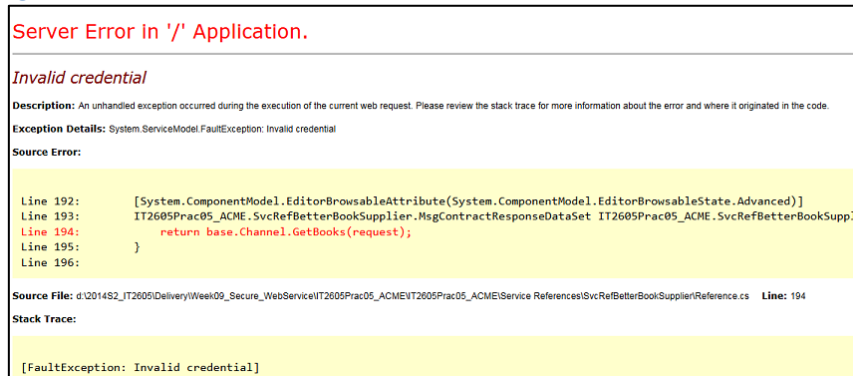 Server Error in '/' Application.
Invalid credential
Description: An unhandled exception occurred during the execution of the current web request. Please review the stack trace for more information about the error and where it originated in the code.
Exception Details: System.ServiceModel.FaultException: Invalid credential
Source Error:
Line 192:        [System.ComponentModel.EditorBrowsableAttribute(System.ComponentModel.EditorBrowsableState.Advanced)]
Line 193:        IT2605Prac05_ACME.SvcRefBetterBookSupplier.MsgContractResponseDataSet IT2605Prac05_ACME.SvcRefBetterBookSuppl
Line 194:            return base.Channel.GetBooks(request);
Line 195:        }
Line 196:
Source File: d:\2014S2_IT2605\Delivery\Week09_Secure_WebService\IT2605Prac05_ACME\IT2605Prac05_ACME\Service References\SvcRefBetterBookSupplier\Reference.cs    Line: 194
Stack Trace:
[FaultException: Invalid credential]